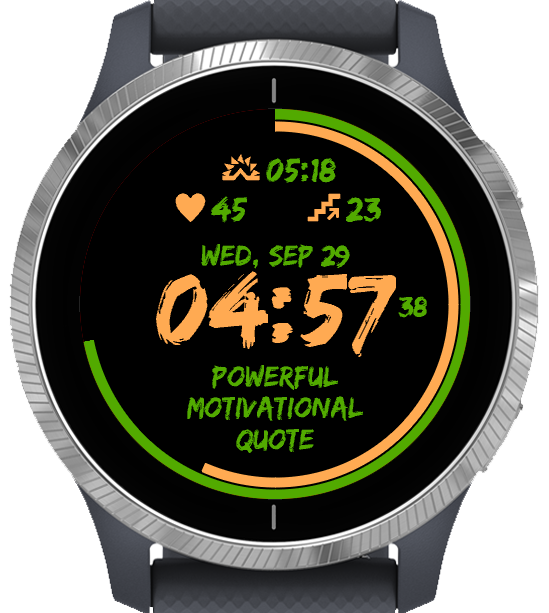 05:18
45 23
WED, SEP 29
04:57 38
POWERFUL
MOTIVATIONAL
QUOTE